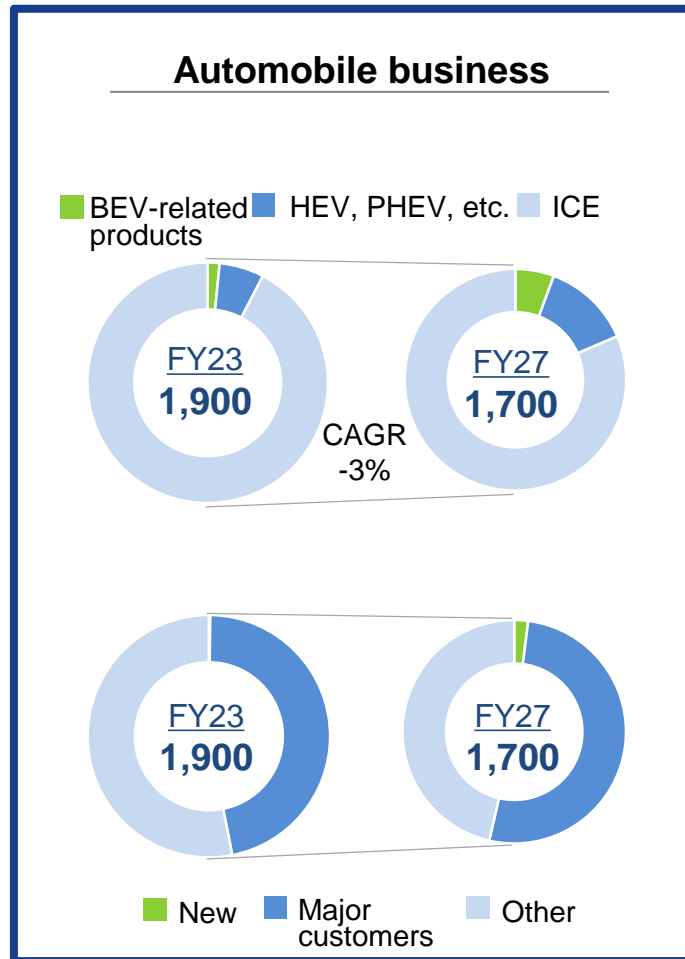 Automobile business
BEV-related
products
HEV, PHEV, etc.
ICE
FY23
1,900
FY27
1,700
CAGR
-3%
FY23
1,900
FY27
1,700
New
Major
customers
Other